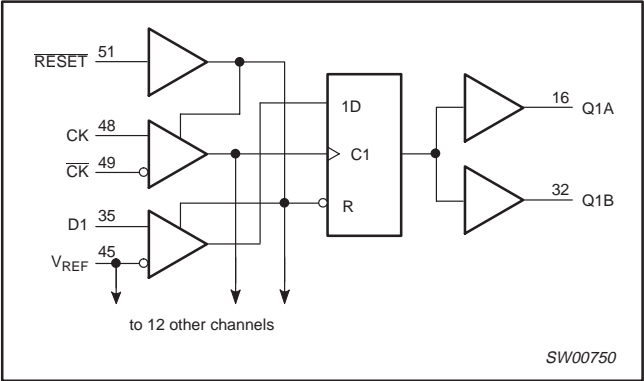 RESET 51
CK 48
CK 49
D1 35
VREF 45
1D
C1
R
16 Q1A
32 Q1B
to 12 other channels
SW00750